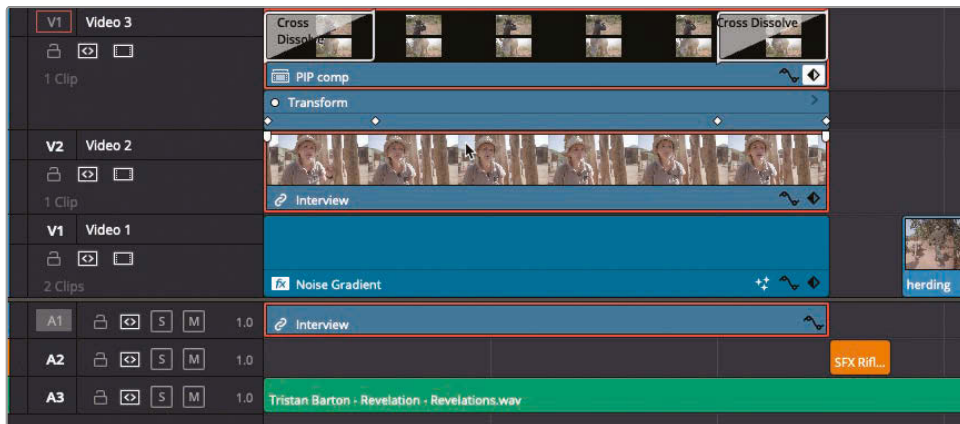 V1 Video 3
Cross Dissolve
Cross Dissolve
1 Clip
PIP comp
Transform
V2 Video 2
1 Clip
Interview
V1 Video 1
2 Clips
fx Noise Gradient
herding
A1 S M 1.0 Interview
A2 S M 1.0 SFX Rifl...
A3 S M 1.0 Tristan Barton - Revelation - Revelations.wav